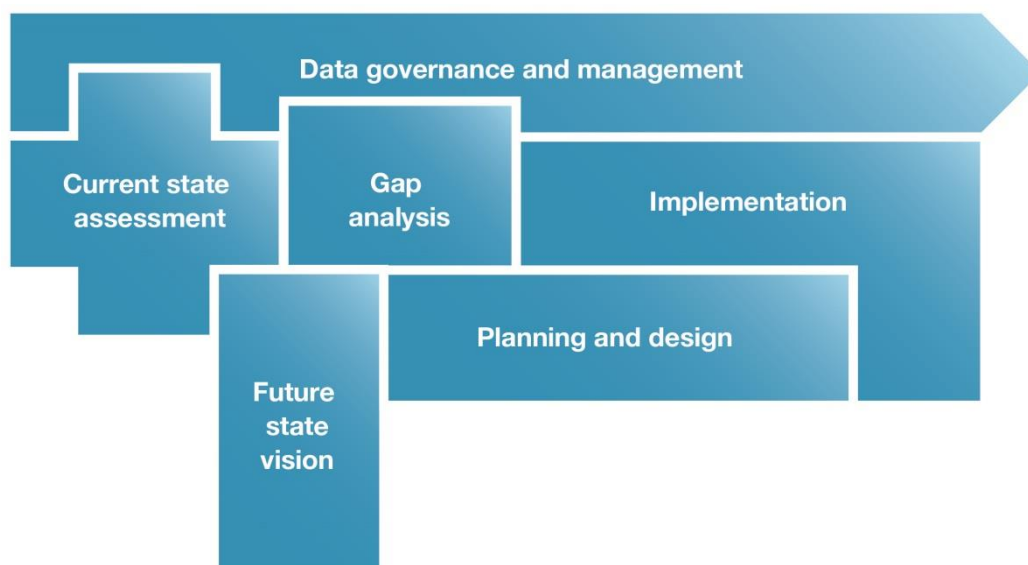 Data governance and management
Current state
assessment
Gap
analysis
Implementation
Planning and design
Future
state
vision